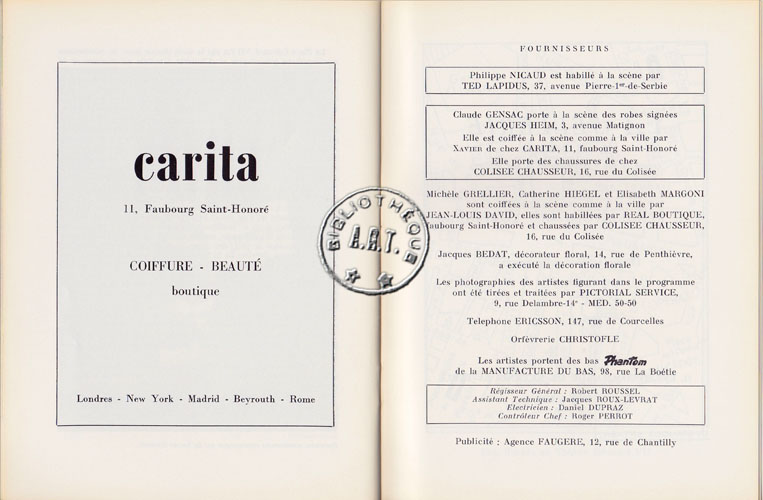 carita
11, Faubourg Saint-Honoré
COIFFURE - BEAUTÉ
boutique
Londres - New York - Madrid - Beyrouth - Rome
BIBLIOTHÈQUE
A.R.T.
FOURNISSEURS
Philippe NICAUD est habillé à la scène par
TED LAPIDUS, 37, avenue Pierre-1er-de-Serbie
Claude GENSAC porte à la scène des robes signées
JACQUES HEIM, 3, avenue Matignon
Elle est coiffée à la scène comme à la ville par
XAVIER de chez CARITA, 11, faubourg Saint-Honoré
Elle porte des chaussures de chez
COLISEE CHAUSSEUR, 16, rue du Colisée
Michèle GRELLIER, Catherine HIEGEL et Elisabeth MARGONI
sont coiffées à la scène comme à la ville par
JEAN-LOUIS DAVID, elles sont habillées par REAL BOUTIQUE,
faubourg Saint-Honoré et chaussées par COLISEE CHAUSSEUR,
16, rue du Colisée
Jacques BEDAT, décorateur floral, 14, rue de Penthièvre,
a exécuté la décoration florale
Les photographies des artistes figurant dans le programme
ont été tirées et traitées par PICTORIAL SERVICE,
9, rue Delambre-14e - MED. 50-50
Telephone ERICSSON, 147, rue de Courcelles
Orfèvrerie CHRISTOFLE
Les artistes portent des bas Phantom
de la MANUFACTURE DU BAS, 98, rue La Boétie
Régisseur Général : Robert ROUSSEL
Assistant Technique : Jacques ROUX-LEVRAT
Electricien : Daniel DUPRAZ
Contrôleur Chef : Roger PERROT
Publicité : Agence FAUGERE, 12, rue de Chantilly